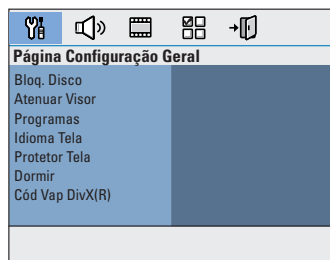 Página Configuração Geral
Bloq. Disco
Atenuar Visor
Programas
Idioma Tela
Protetor Tela
Dormir
Cód Vap DivX(R)